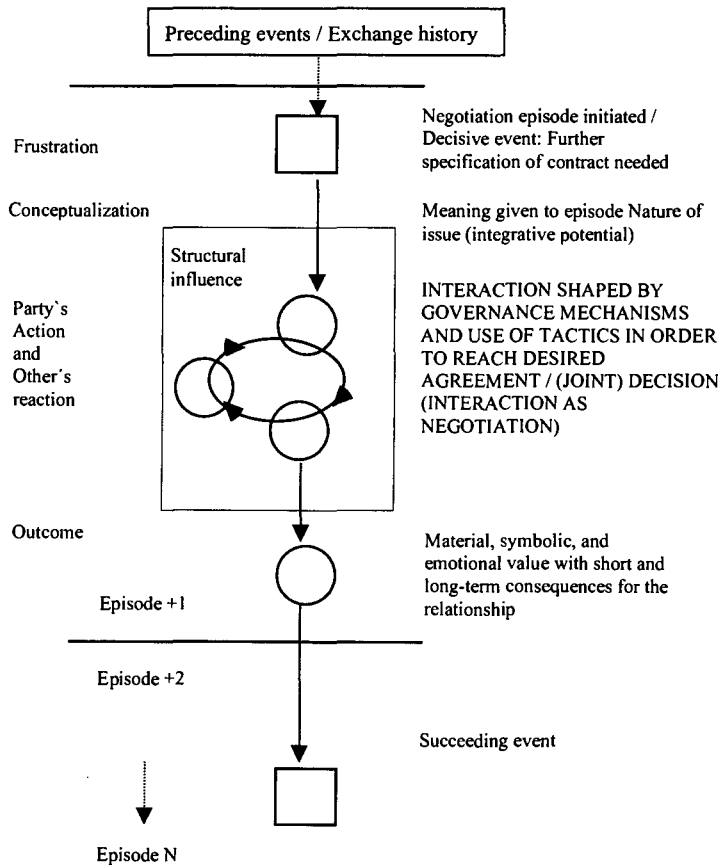 Preceding events / Exchange history
Frustration
Negotiation episode initiated /
Decisive event: Further
specification of contract needed
Conceptualization
Meaning given to episode Nature of
issue (integrative potential)
Structural
influence
Party`s
Action
and
Other`s
reaction
INTERACTION SHAPED BY
GOVERNANCE MECHANISMS
AND USE OF TACTICS IN ORDER
TO REACH DESIRED
AGREEMENT / (JOINT) DECISION
(INTERACTION AS
NEGOTIATION)
Outcome
Material, symbolic, and
emotional value with short and
long-term consequences for the
relationship
Episode +1
Episode +2
Succeeding event
Episode N